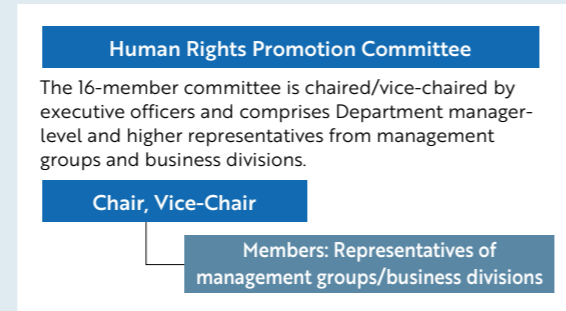 Human Rights Promotion Committee
The 16-member committee is chaired/vice-chaired by
executive officers and comprises Department manager-
level and higher representatives from management
groups and business divisions.
Chair, Vice-Chair
Members: Representatives of
management groups/business divisions